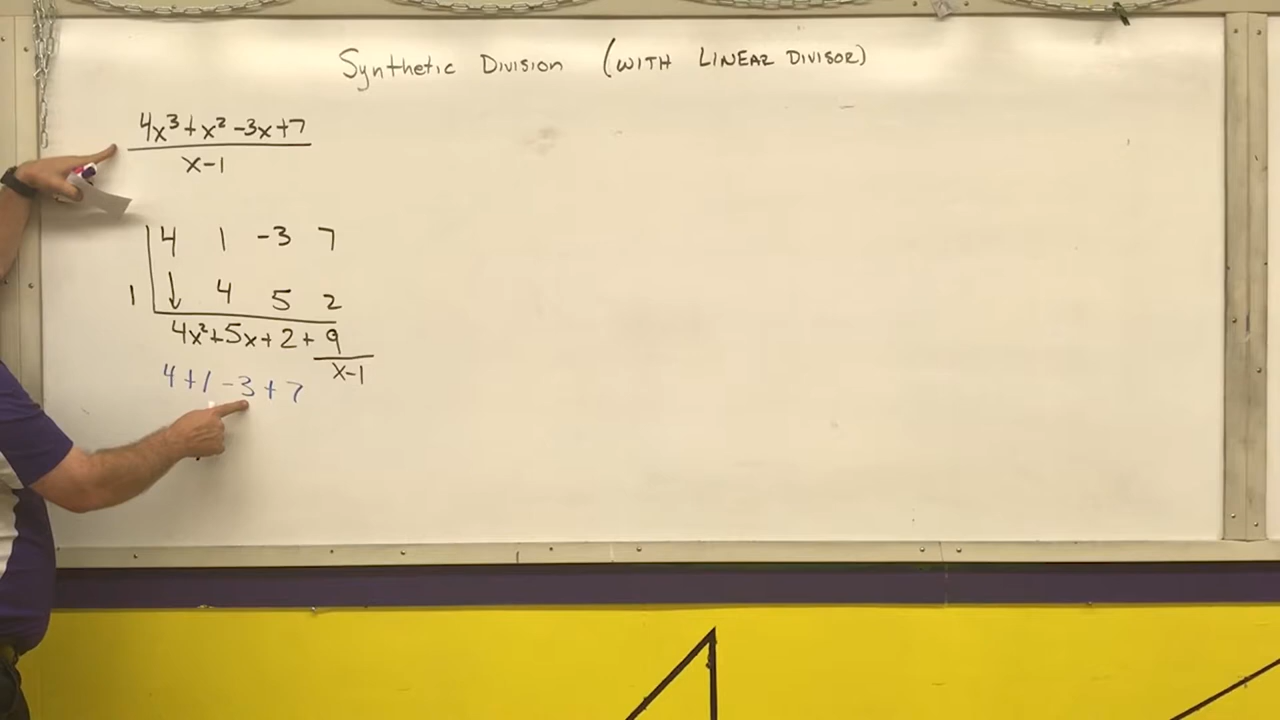 Synthetic Division (with Linear Divisor)
4x³+x²-3x+7
x-1
4 1 -3 7
1 ↓ 4 5 2
4x²+5x+2+9
x-1
4+1-3+7